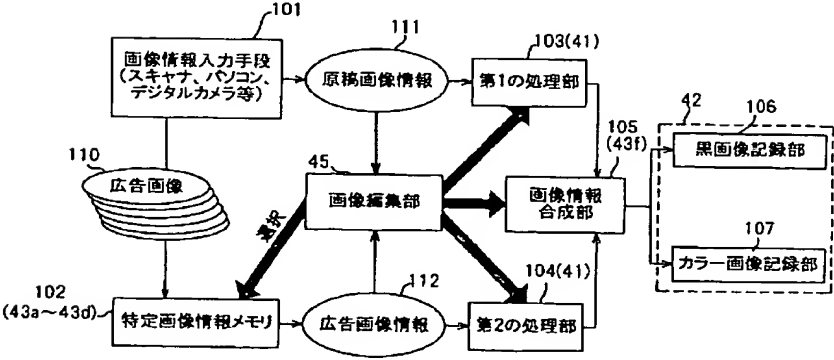 101
画像情報入力手段
(スキャナ、パソコン、
デジタルカメラ等)
111
原稿画像情報
103(41)
第1の処理部
110
広告画像
45
画像編集部
選択
105
(43f)
画像情報
合成部
42
106
黒画像記録部
107
カラー画像記録部
102
(43a～43d)
特定画像情報メモリ
112
広告画像情報
104(41)
第2の処理部